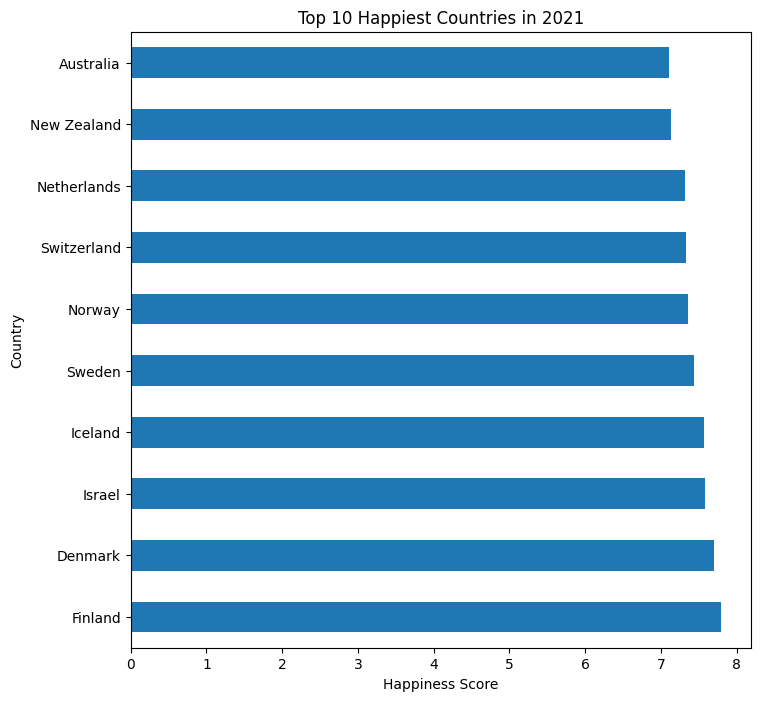 Top 10 Happiest Countries in 2021
Country
Australia
New Zealand
Netherlands
Switzerland
Norway
Sweden
Iceland
Israel
Denmark
Finland
0 1 2 3 4 5 6 7 8
Happiness Score